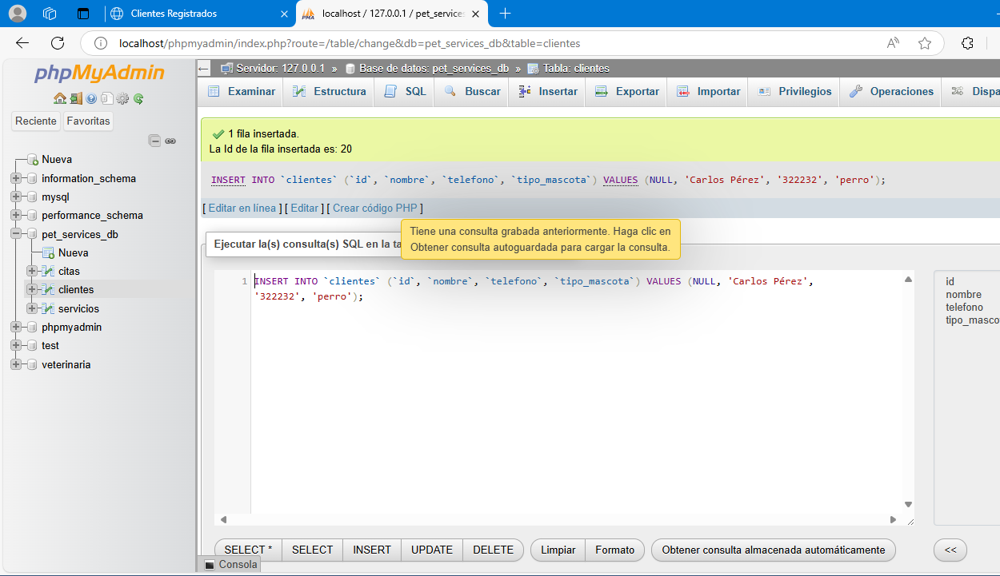 Clientes Registrados
localhost / 127.0.0.1 / pet_services
localhost/phpmyadmin/index.php?route=/table/change&db=pet_services_db&table=clientes
phpMyAdmin
Reciente Favoritas
Nueva
information_schema
mysql
performance_schema
pet_services_db
Nueva
citas
clientes
servicios
phpmyadmin
test
veterinaria
Servidor: 127.0.0.1 » Base de datos: pet_services_db » Tabla: clientes
Examinar Estructura SQL Buscar Insertar Exportar Importar Privilegios Operaciones Dispa
1 fila insertada.
La Id de la fila insertada es: 20
INSERT INTO `clientes` (`id`, `nombre`, `telefono`, `tipo_mascota`) VALUES (NULL, 'Carlos Pérez', '322232', 'perro');
[ Editar en línea ] [ Editar ] [ Crear código PHP ]
Tiene una consulta grabada anteriormente. Haga clic en
Obtener consulta autoguardada para cargar la consulta.
Ejecutar la(s) consulta(s) SQL en la ta
1 INSERT INTO `clientes` (`id`, `nombre`, `telefono`, `tipo_mascota`) VALUES (NULL, 'Carlos Pérez',
'322232', 'perro');
id
nombre
telefono
tipo_masco
SELECT * SELECT INSERT UPDATE DELETE Limpiar Formato Obtener consulta almacenada automáticamente <<
Consola